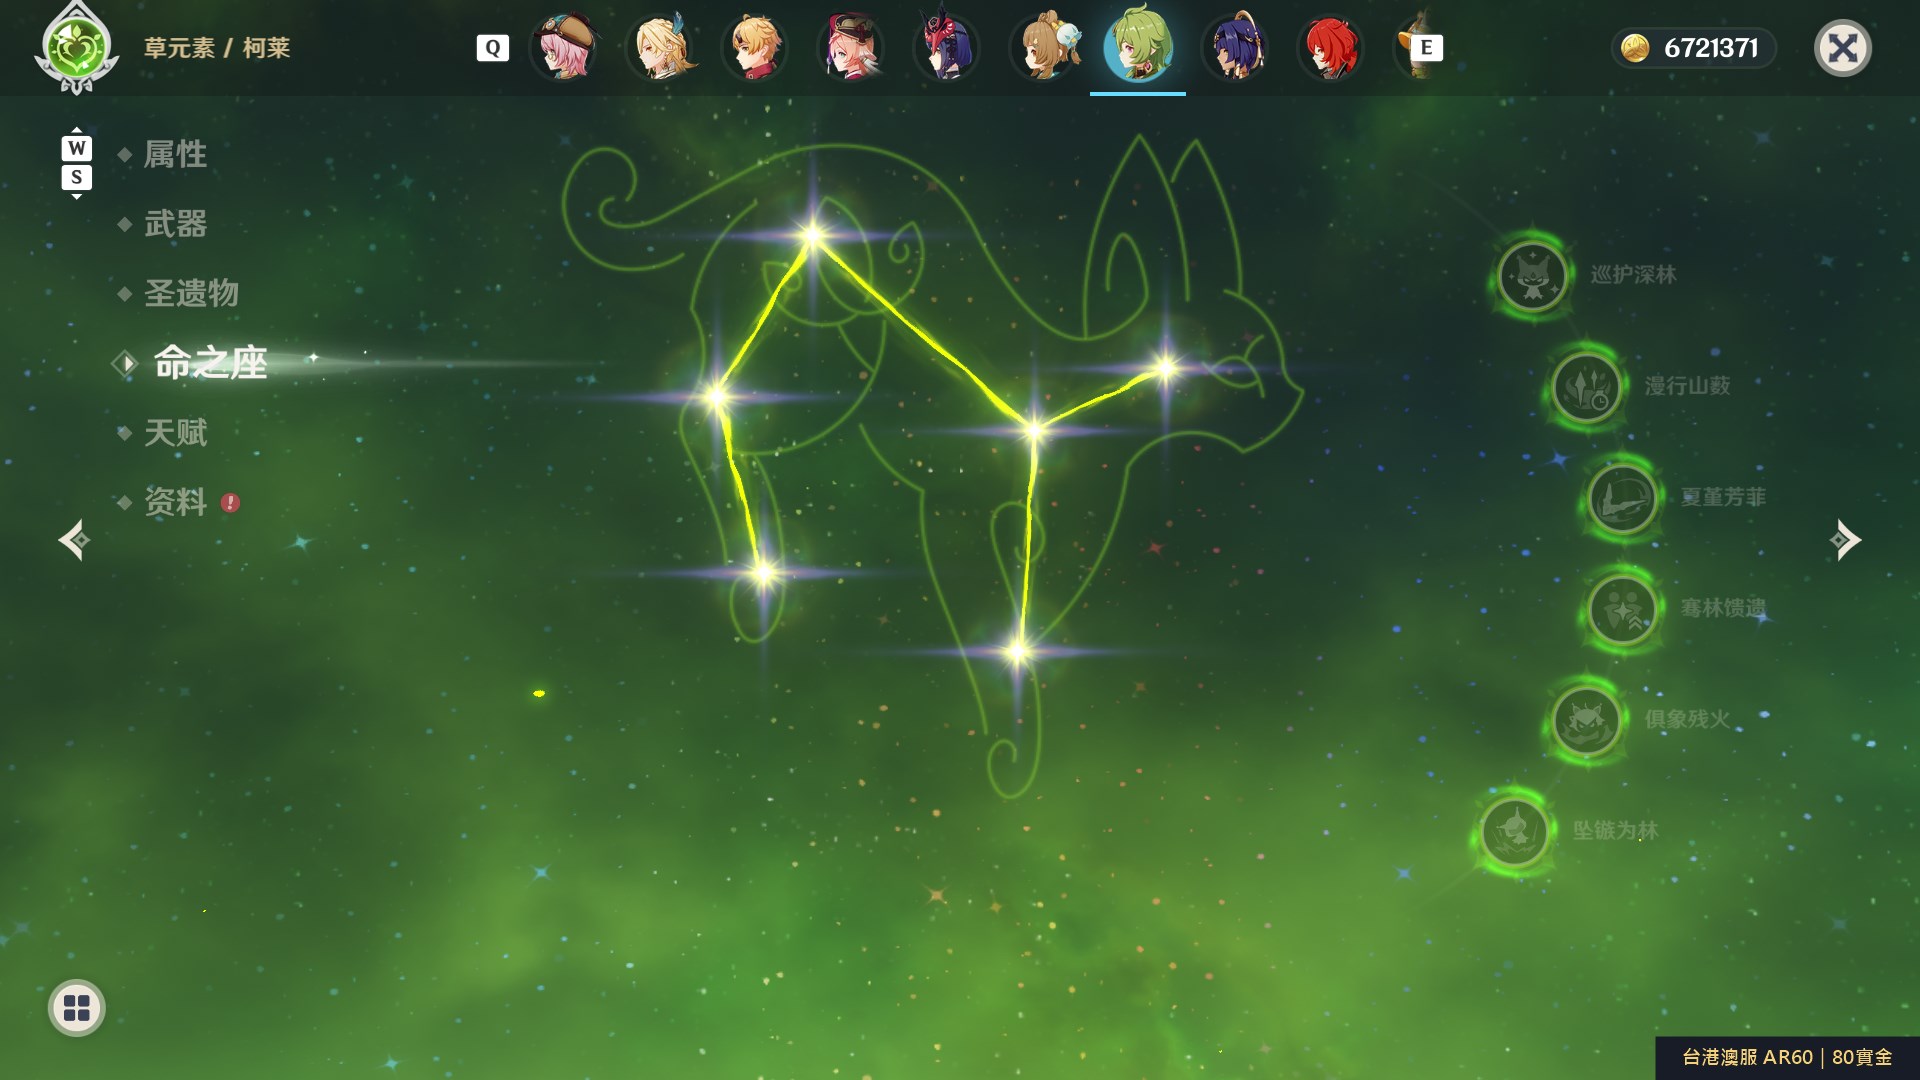 草元素 / 柯莱
Q
E
6721371
W
S
属性
武器
圣遗物
命之座
天赋
资料
巡护深林
漫行山薮
夏堇芳菲
骞林馈遗
俱象残火
坠镞为林
台港澳服 AR60 | 80實金